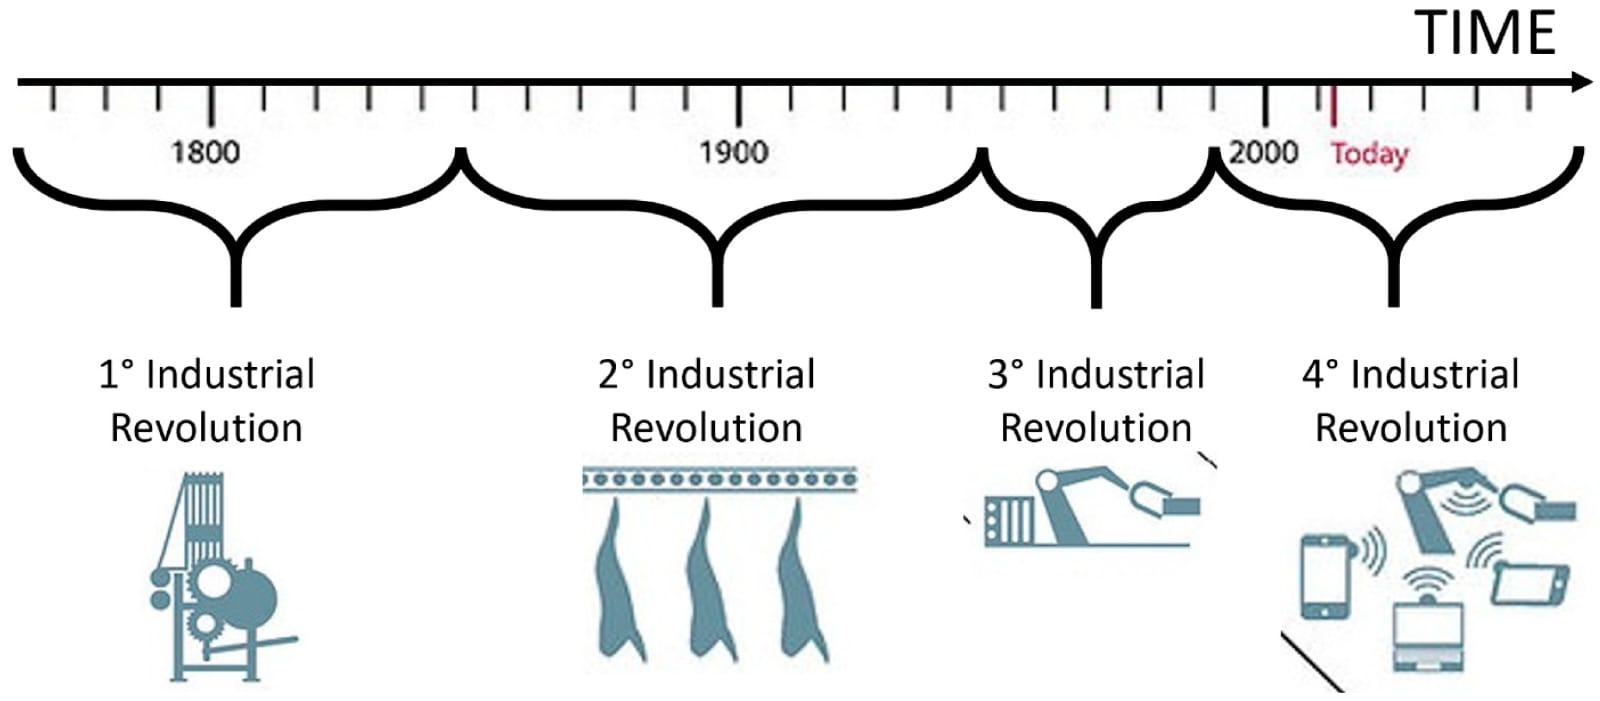 TIME
1800
1900
2000
Today
1° Industrial
Revolution
2° Industrial
Revolution
3° Industrial
Revolution
4° Industrial
Revolution